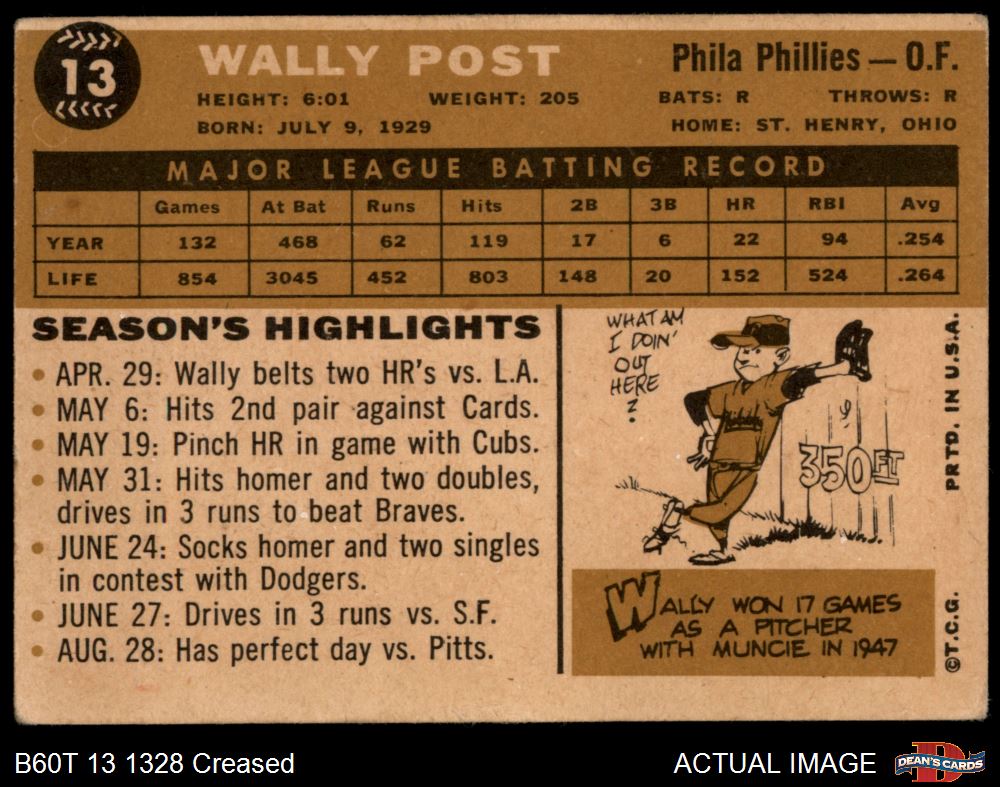 13
WALLY POST
Phila Phillies — O.F.
HEIGHT: 6:01 WEIGHT: 205 BATS: R THROWS: R
BORN: JULY 9, 1929 HOME: ST. HENRY, OHIO
MAJOR LEAGUE BATTING RECORD
Games At Bat Runs Hits 2B 3B HR RBI Avg
YEAR 132 468 62 119 17 6 22 94 .254
LIFE 854 3045 452 803 148 20 152 524 .264
SEASON'S HIGHLIGHTS
• APR. 29: Wally belts two HR's vs. L.A.
• MAY 6: Hits 2nd pair against Cards.
• MAY 19: Pinch HR in game with Cubs.
• MAY 31: Hits homer and two doubles,
drives in 3 runs to beat Braves.
• JUNE 24: Socks homer and two singles
in contest with Dodgers.
• JUNE 27: Drives in 3 runs vs. S.F.
• AUG. 28: Has perfect day vs. Pitts.
WHAT AM
I DOIN'
OUT
HERE
?
350 FT
WALLY WON 17 GAMES
AS A PITCHER
WITH MUNCIE IN 1947
©T.C.G. PRTD. IN U.S.A.
B60T 13 1328 Creased
ACTUAL IMAGE
DEAN'S CARDS